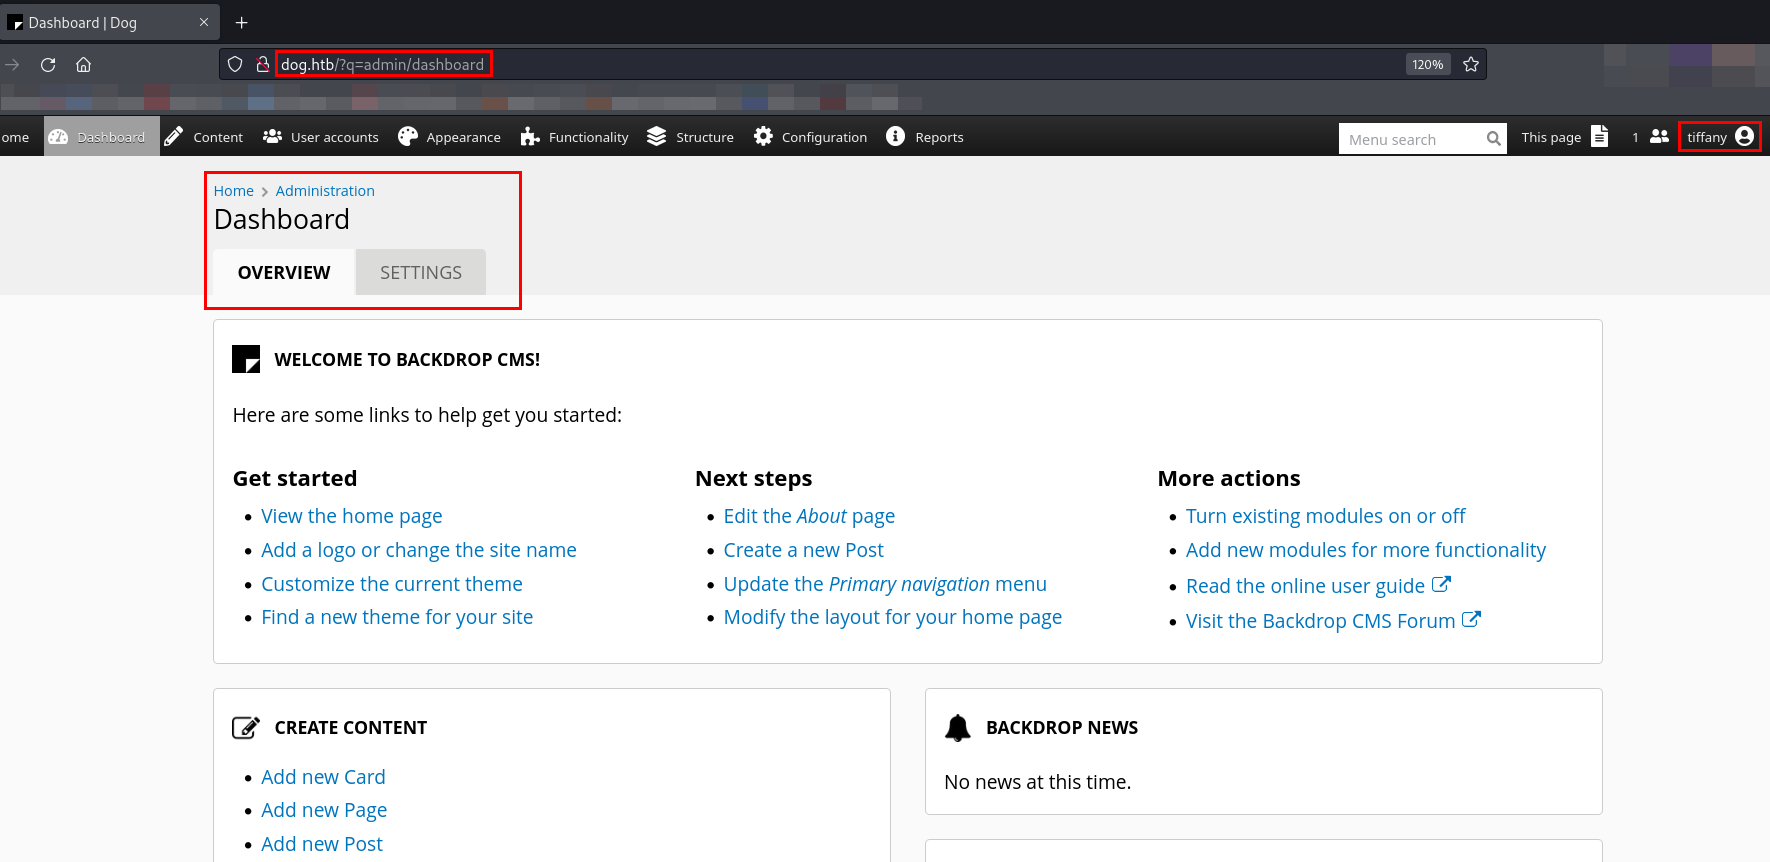 Dashboard | Dog
dog.htb/?q=admin/dashboard
120%
ome Dashboard Content User accounts Appearance Functionality Structure Configuration Reports Menu search This page 1 tiffany
Home Administration
Dashboard
OVERVIEW SETTINGS
WELCOME TO BACKDROP CMS!
Here are some links to help get you started:
Get started
View the home page
Add a logo or change the site name
Customize the current theme
Find a new theme for your site
Next steps
Edit the About page
Create a new Post
Update the Primary navigation menu
Modify the layout for your home page
More actions
Turn existing modules on or off
Add new modules for more functionality
Read the online user guide
Visit the Backdrop CMS Forum
CREATE CONTENT
Add new Card
Add new Page
Add new Post
BACKDROP NEWS
No news at this time.